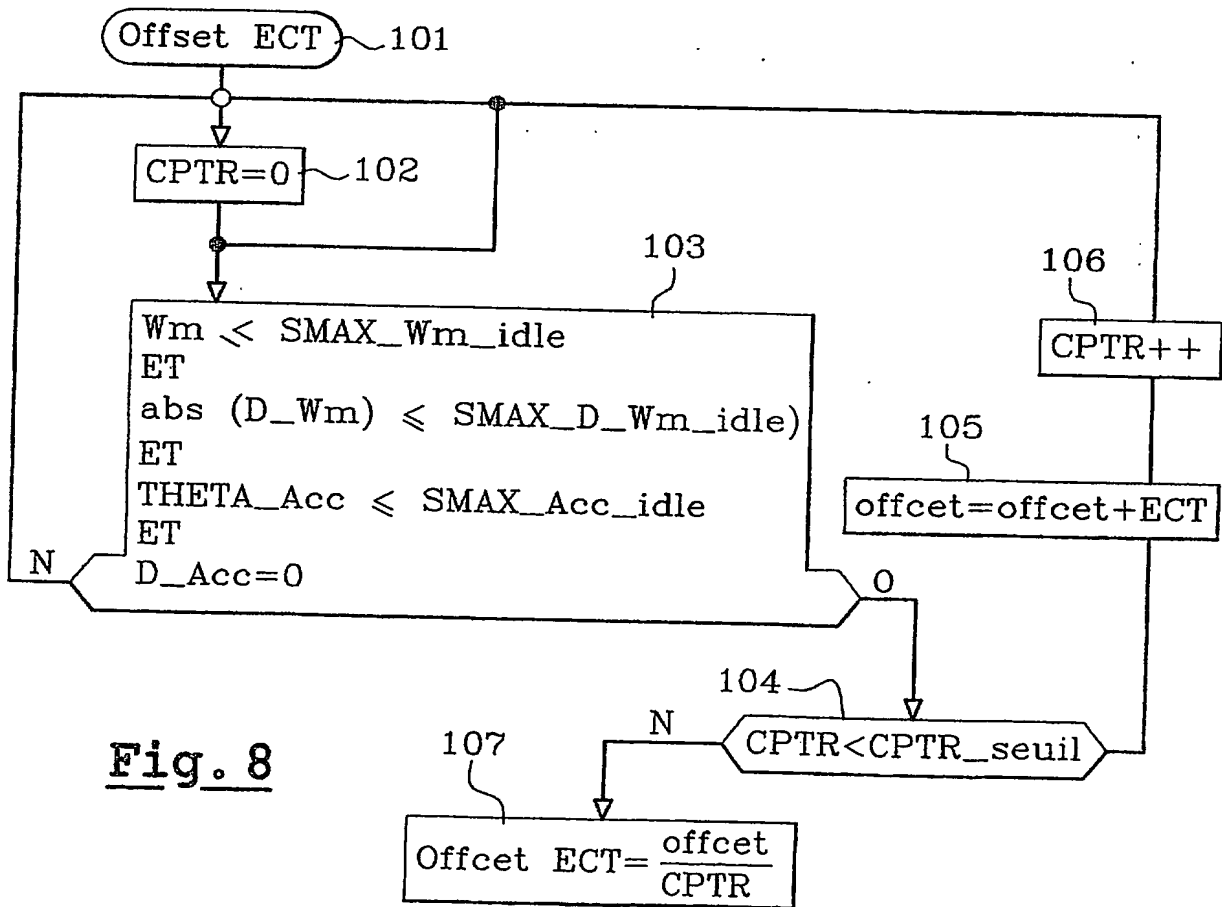 Offset ECT 101
CPTR=0 102
103
Wm ⩽ SMAX_Wm_idle
ET
abs (D_Wm) ⩽ SMAX_D_Wm_idle)
ET
THETA_Acc ⩽ SMAX_Acc_idle
ET
D_Acc=0
N
O
106
CPTR++
105
offcet=offcet+ECT
104
CPTR<CPTR_seuil
N
107
Offcet ECT= offcet
CPTR
Fig. 8